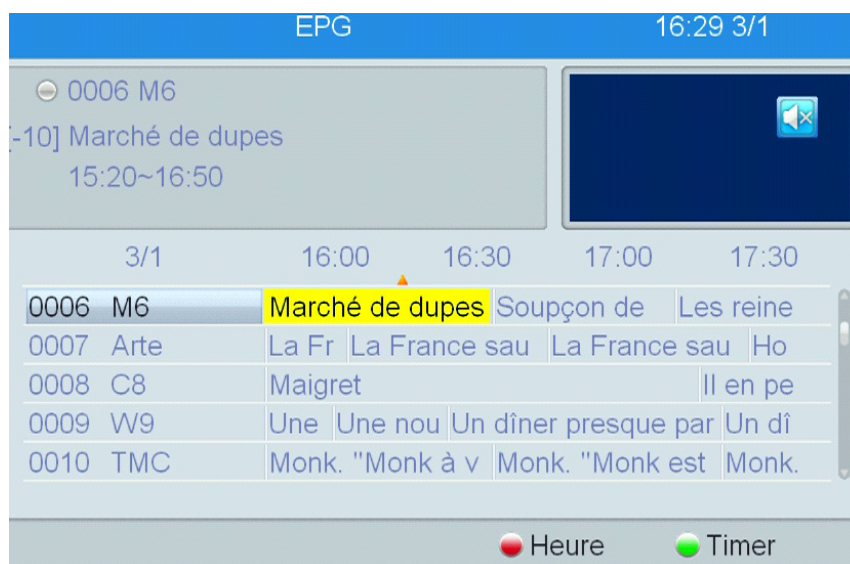 EPG 16:29 3/1
0006 M6
[-10] Marché de dupes
15:20~16:50
3/1 16:00 16:30 17:00 17:30
0006 M6 Marché de dupes Soupçon de Les reine
0007 Arte La Fr La France sau La France sau Ho
0008 C8 Maigret Il en pe
0009 W9 Une Une nou Un dîner presque par Un dî
0010 TMC Monk. "Monk à v Monk. "Monk est Monk.
Heure Timer